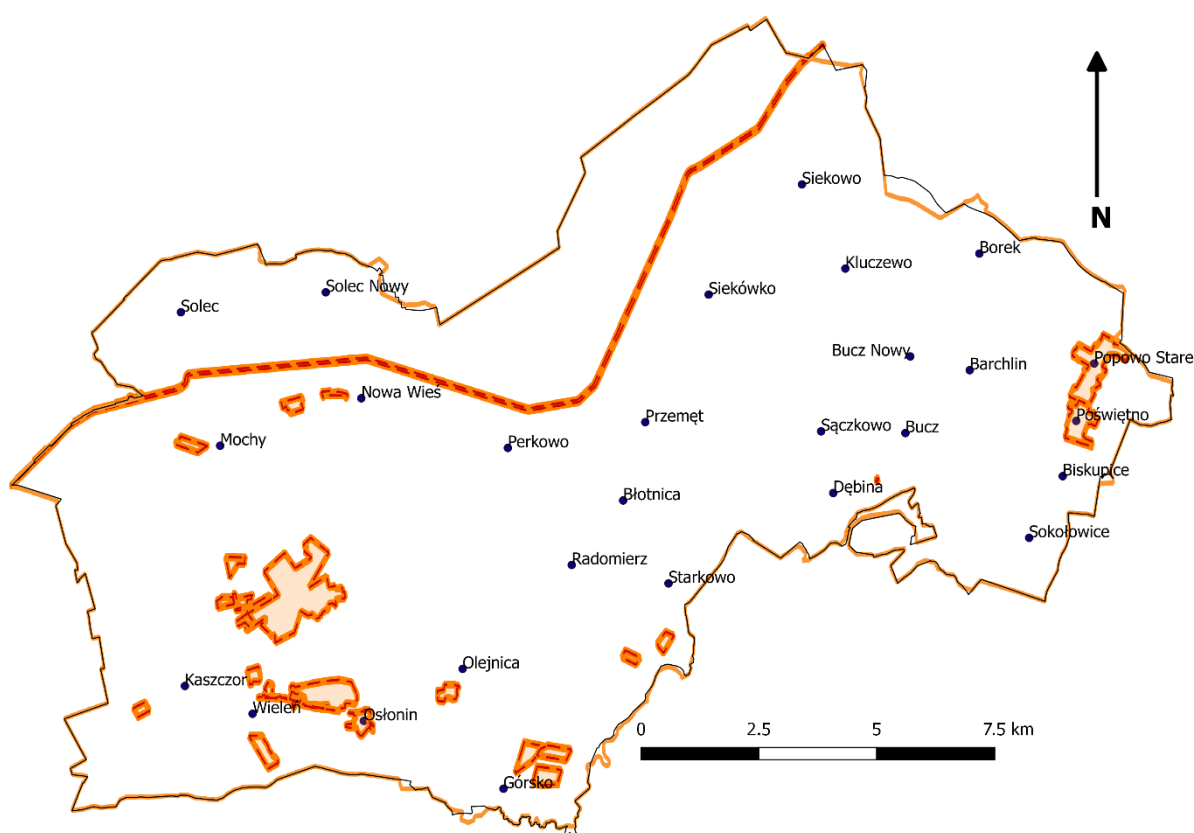 Siekowo
N
Borek
Kluczewo
Solec Nowy
Siekówko
Solec
Bucz Nowy
Popowo Stare
Barchlin
Nowa Wieś
Przemęt
Poświętno
Sączkowo
Bucz
Mochy
Perkowo
Biskupice
Dębina
Błotnica
Sokołowice
Radomierz
Starkowo
Olejnica
Kaszczor
Wieleń
Osłonin
0 2.5 5 7.5 km
Górsko